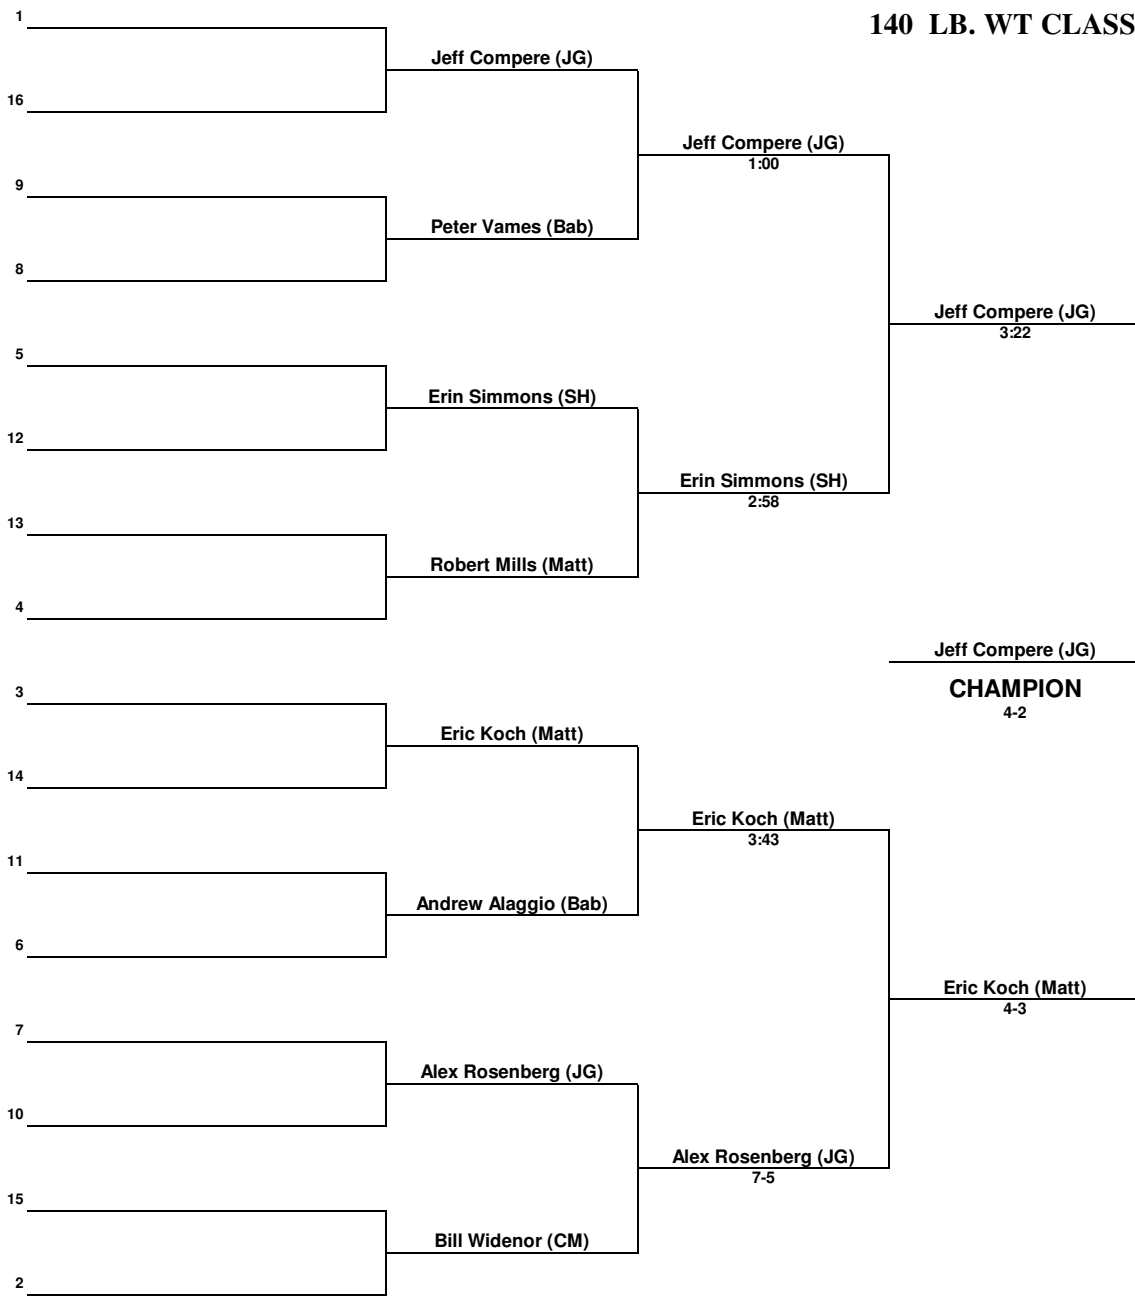 140 LB. WT CLASS
1
Jeff Compere (JG)
16
Jeff Compere (JG)
1:00
9
Peter Vames (Bab)
8
Jeff Compere (JG)
3:22
5
Erin Simmons (SH)
12
Erin Simmons (SH)
2:58
13
Robert Mills (Matt)
4
Jeff Compere (JG)
CHAMPION
4-2
3
Eric Koch (Matt)
14
Eric Koch (Matt)
3:43
11
Andrew Alaggio (Bab)
6
Eric Koch (Matt)
4-3
7
Alex Rosenberg (JG)
10
Alex Rosenberg (JG)
7-5
15
Bill Widenor (CM)
2